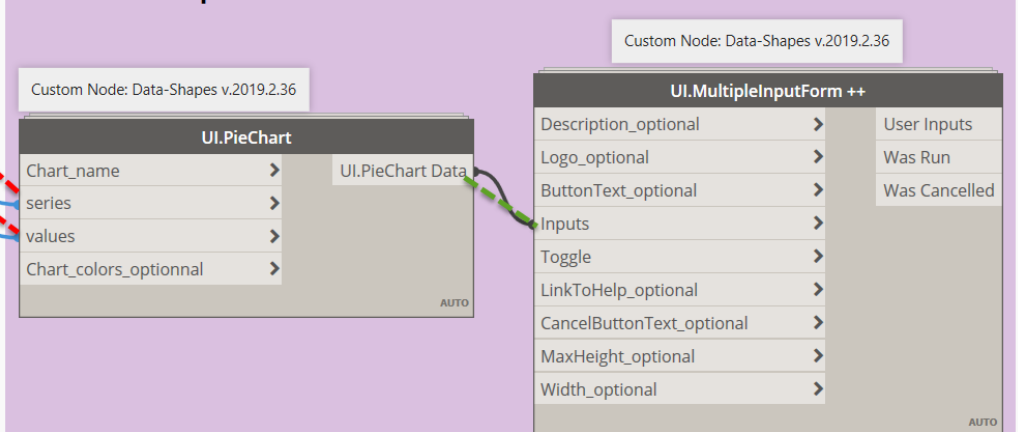 Custom Node: Data-Shapes v.2019.2.36
Custom Node: Data-Shapes v.2019.2.36
UI.PieChart
Chart_name
UI.PieChart Data
series
values
Chart_colors_optionnal
AUTO
UI.MultipleInputForm ++
Description_optional
User Inputs
Logo_optional
Was Run
ButtonText_optional
Was Cancelled
Inputs
Toggle
LinkToHelp_optional
CancelButtonText_optional
MaxHeight_optional
Width_optional
AUTO